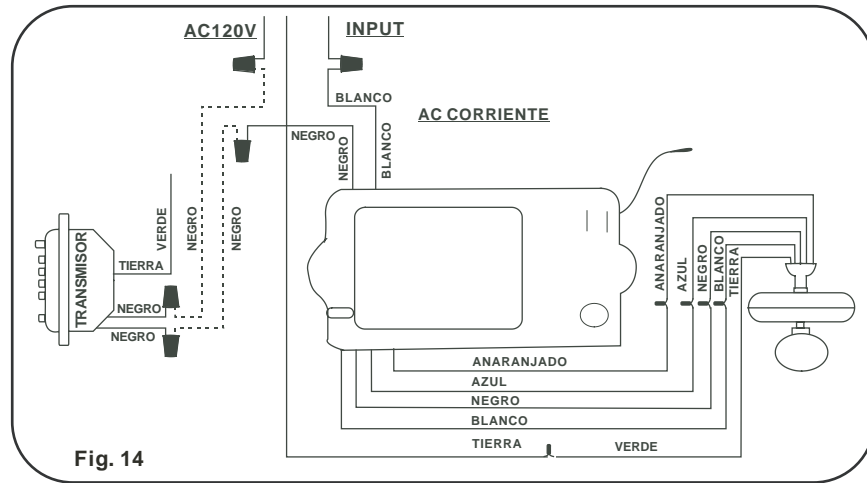 AC120V
INPUT
BLANCO
AC CORRIENTE
NEGRO
NEGRO
BLANCO
VERDE
NEGRO
NEGRO
TRANSMISOR
TIERRA
NEGRO
NEGRO
ANARANJADO
AZUL
NEGRO
BLANCO
TIERRA
ANARANJADO
AZUL
NEGRO
BLANCO
TIERRA
VERDE
Fig. 14